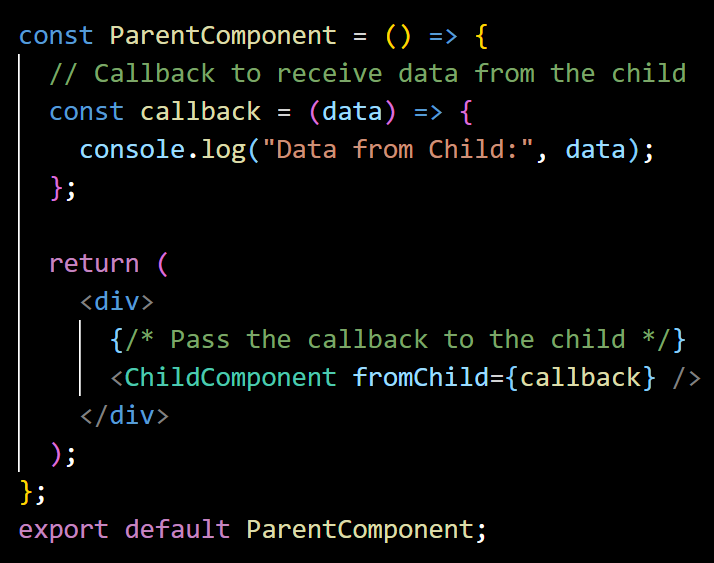 const ParentComponent = () => {
  // Callback to receive data from the child
  const callback = (data) => {
    console.log("Data from Child:", data);
  };

  return (
    <div>
      {/* Pass the callback to the child */}
      <ChildComponent fromChild={callback} />
    </div>
  );
};
export default ParentComponent;